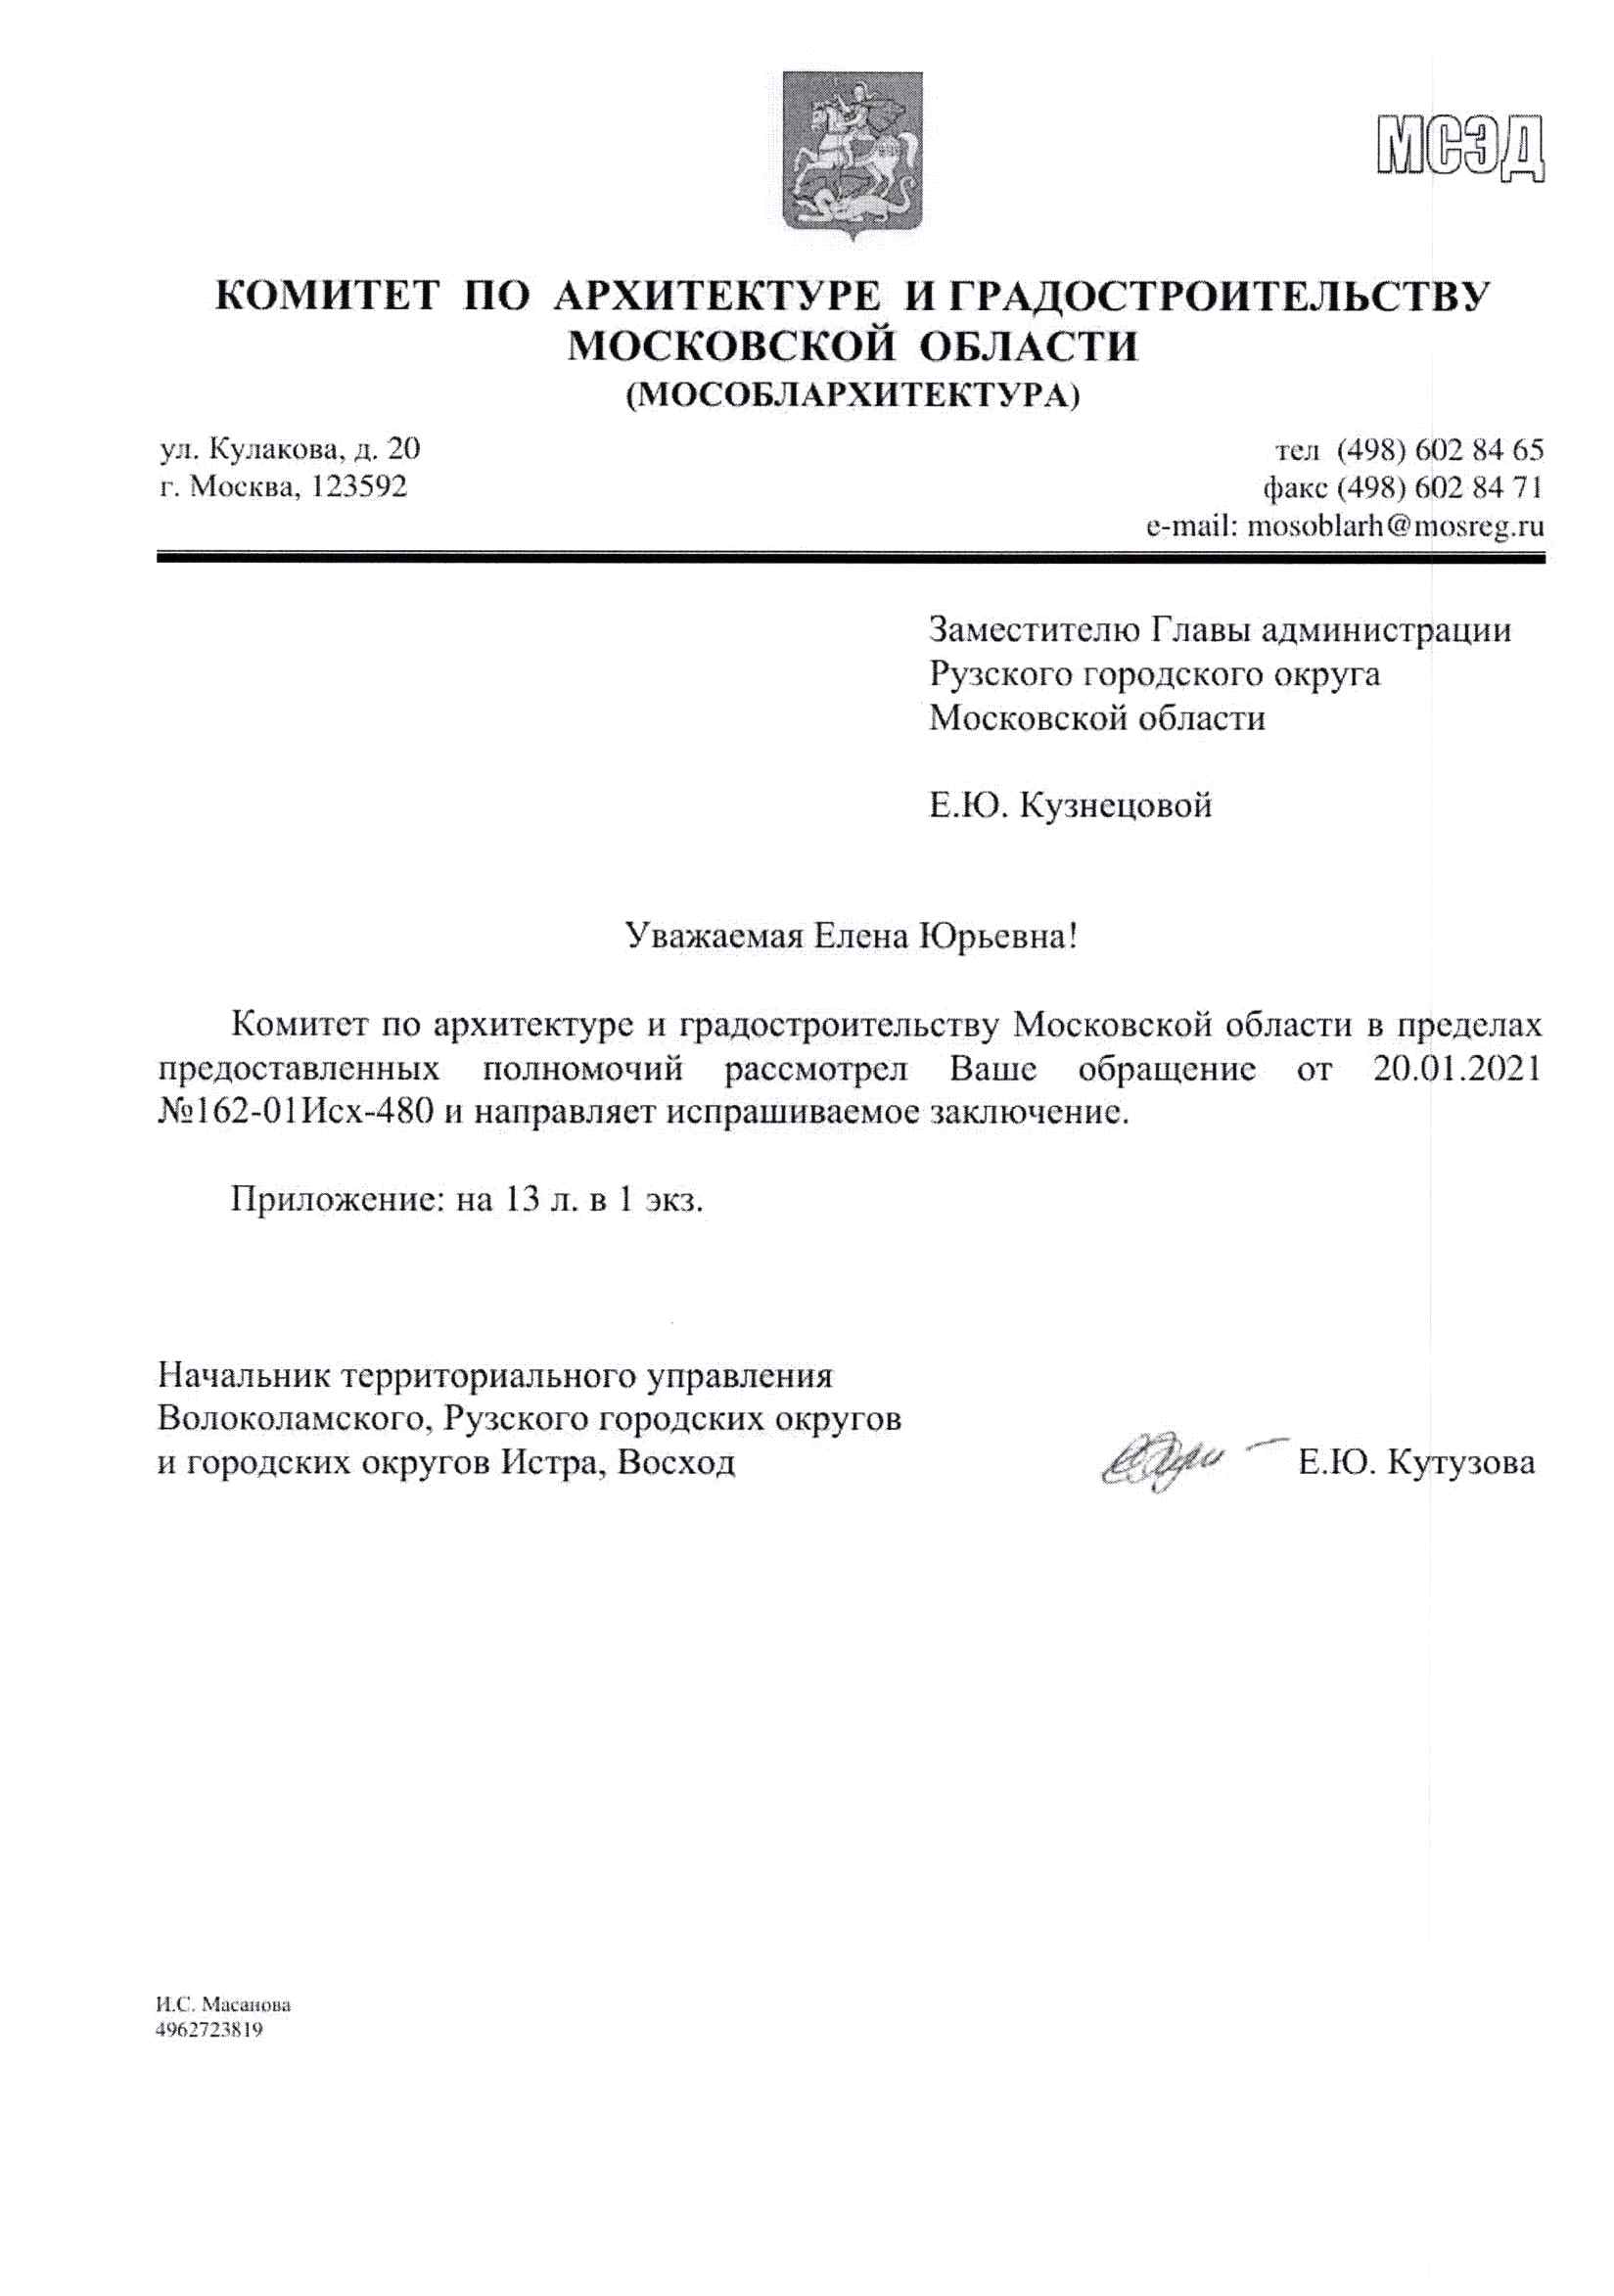 МСЭД
КОМИТЕТ ПО АРХИТЕКТУРЕ И ГРАДОСТРОИТЕЛЬСТВУ
МОСКОВСКОЙ ОБЛАСТИ
(МОСОБЛАРХИТЕКТУРА)
ул. Кулакова, д. 20
г. Москва, 123592
тел (498) 602 84 65
факс (498) 602 84 71
e-mail: mosoblarh@mosreg.ru
Заместителю Главы администрации
Рузского городского округа
Московской области
Е.Ю. Кузнецовой
Уважаемая Елена Юрьевна!
Комитет по архитектуре и градостроительству Московской области в пределах
предоставленных полномочий рассмотрел Ваше обращение от 20.01.2021
№162-01Исх-480 и направляет испрашиваемое заключение.
Приложение: на 13 л. в 1 экз.
Начальник территориального управления
Волоколамского, Рузского городских округов
и городских округов Истра, Восход
Е.Ю. Кутузова
И.С. Масанова
4962723819